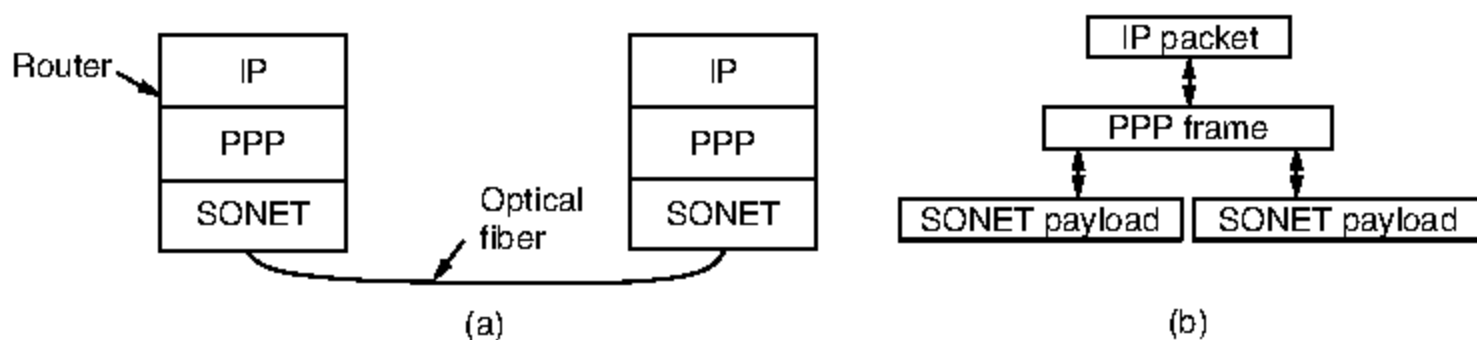 Router
IP
PPP
SONET
Optical
fiber
IP
PPP
SONET
(a)
IP packet
PPP frame
SONET payload
SONET payload
(b)